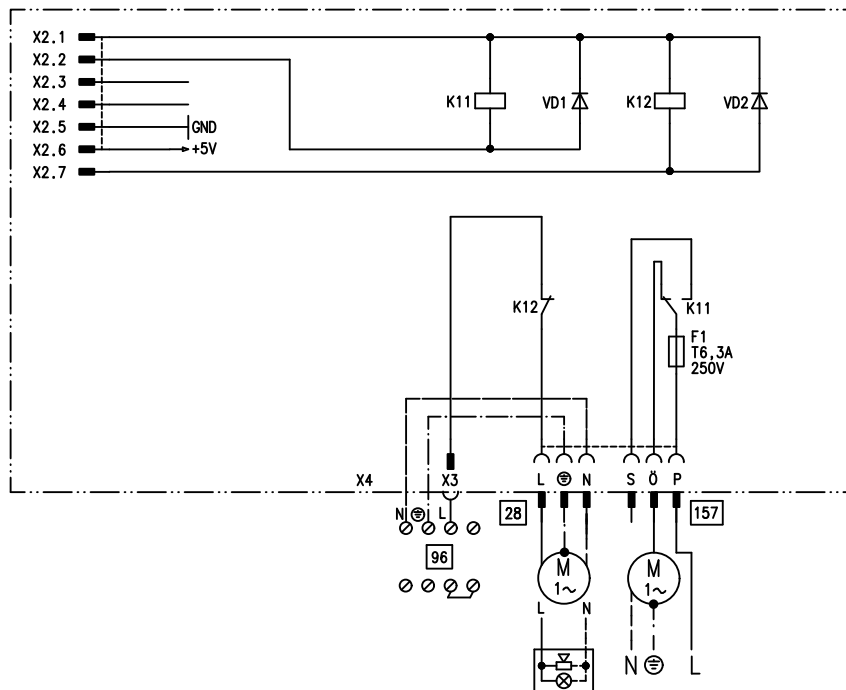 X2.1
X2.2
X2.3
X2.4
X2.5 GND
X2.6 +5V
X2.7
K11 VD1 K12 VD2
K12 K11
F1
T6,3A
250V
X4 X3 L N S Ö P
N L 28 157
96
M M
1~ 1~
L N
N L